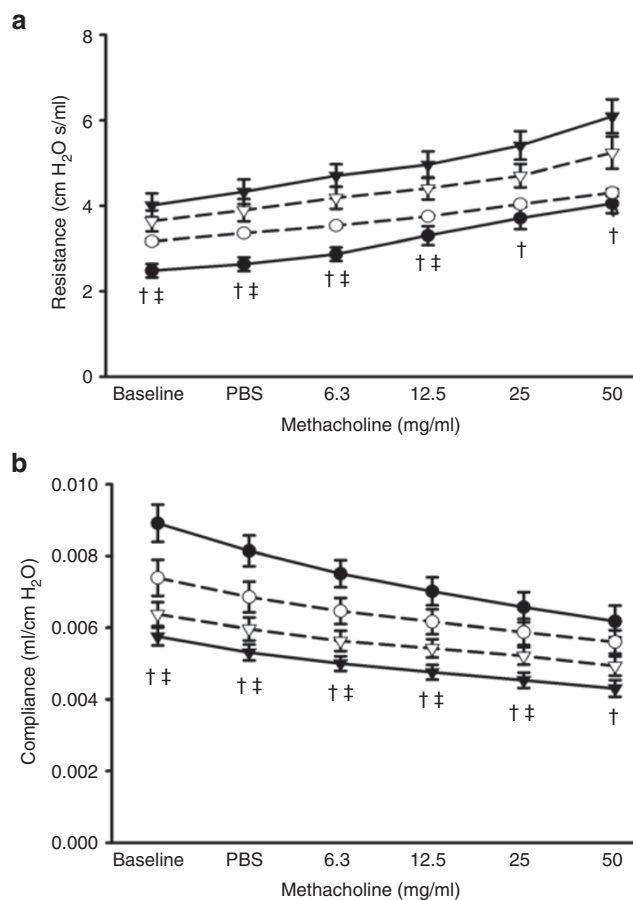 a
8
6
4
2
0
Resistance (cm H₂O s/ml)
† ‡
† ‡
† ‡
† ‡
†
†
Baseline PBS 6.3 12.5 25 50
Methacholine (mg/ml)
b
0.010
0.008
0.006
0.004
0.002
0.000
Compliance (ml/cm H₂O)
† ‡
† ‡
† ‡
† ‡
† ‡
†
Baseline PBS 6.3 12.5 25 50
Methacholine (mg/ml)